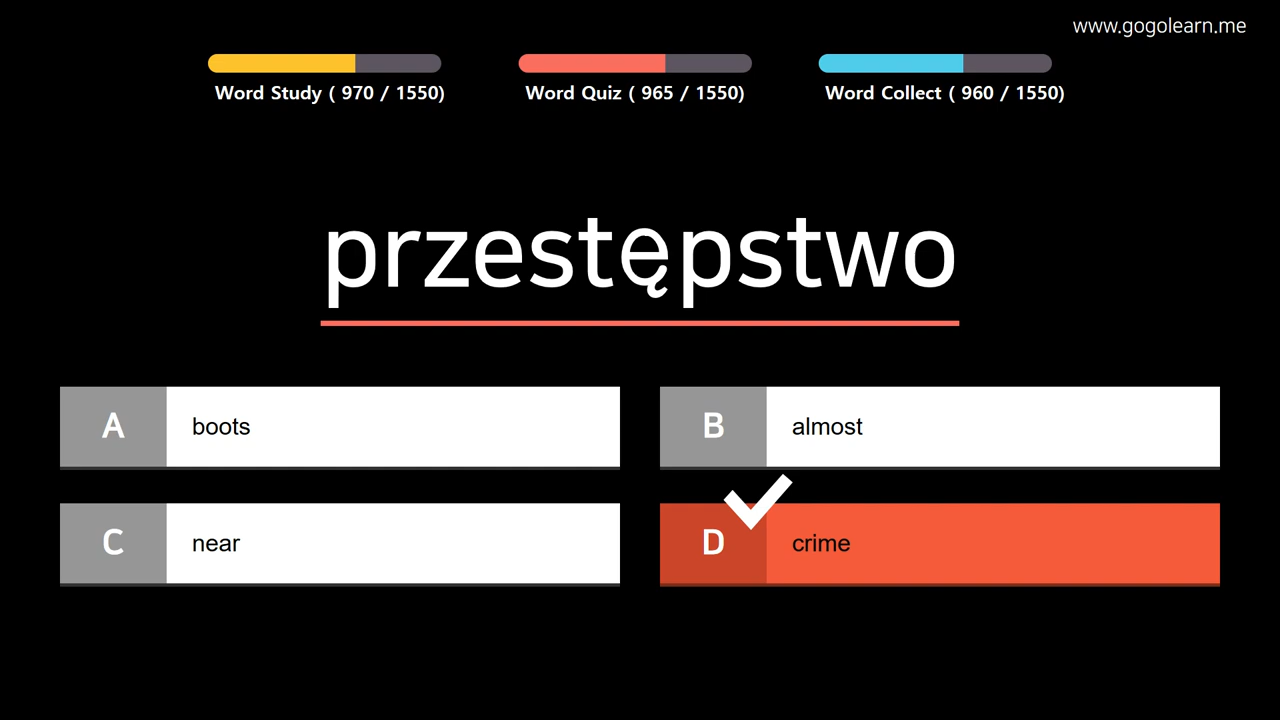 www.gogolearn.me
Word Study ( 970 / 1550)
Word Quiz ( 965 / 1550)
Word Collect ( 960 / 1550)
przestępstwo
A boots
B almost
C near
D crime